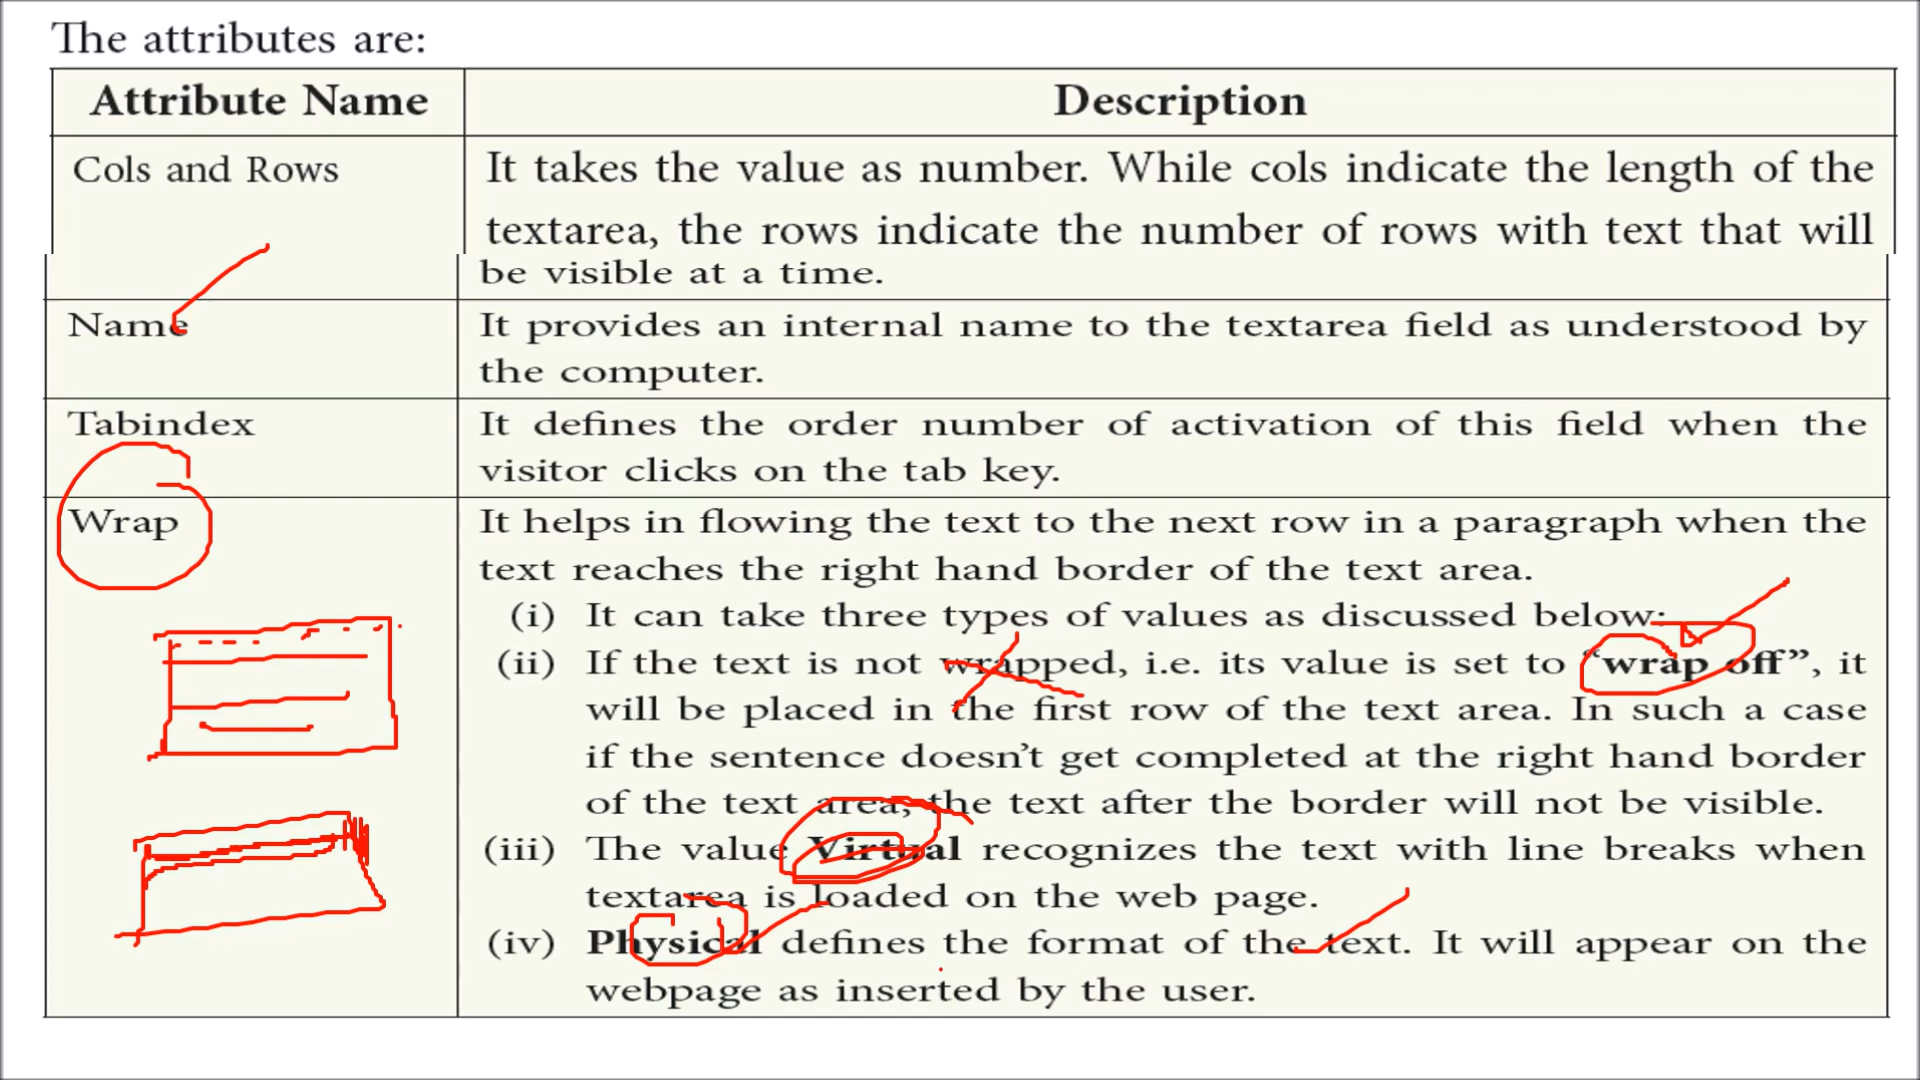 The attributes are:
Attribute Name Description
Cols and Rows It takes the value as number. While cols indicate the length of the
textarea, the rows indicate the number of rows with text that will
be visible at a time.
Name It provides an internal name to the textarea field as understood by
the computer.
Tabindex It defines the order number of activation of this field when the
visitor clicks on the tab key.
Wrap It helps in flowing the text to the next row in a paragraph when the
text reaches the right hand border of the text area.
(i) It can take three types of values as discussed below:
(ii) If the text is not wrapped, i.e. its value is set to “wrap off”, it
will be placed in the first row of the text area. In such a case
if the sentence doesn’t get completed at the right hand border
of the text area, the text after the border will not be visible.
(iii) The value Virtual recognizes the text with line breaks when
textarea is loaded on the web page.
(iv) Physical defines the format of the text. It will appear on the
webpage as inserted by the user.